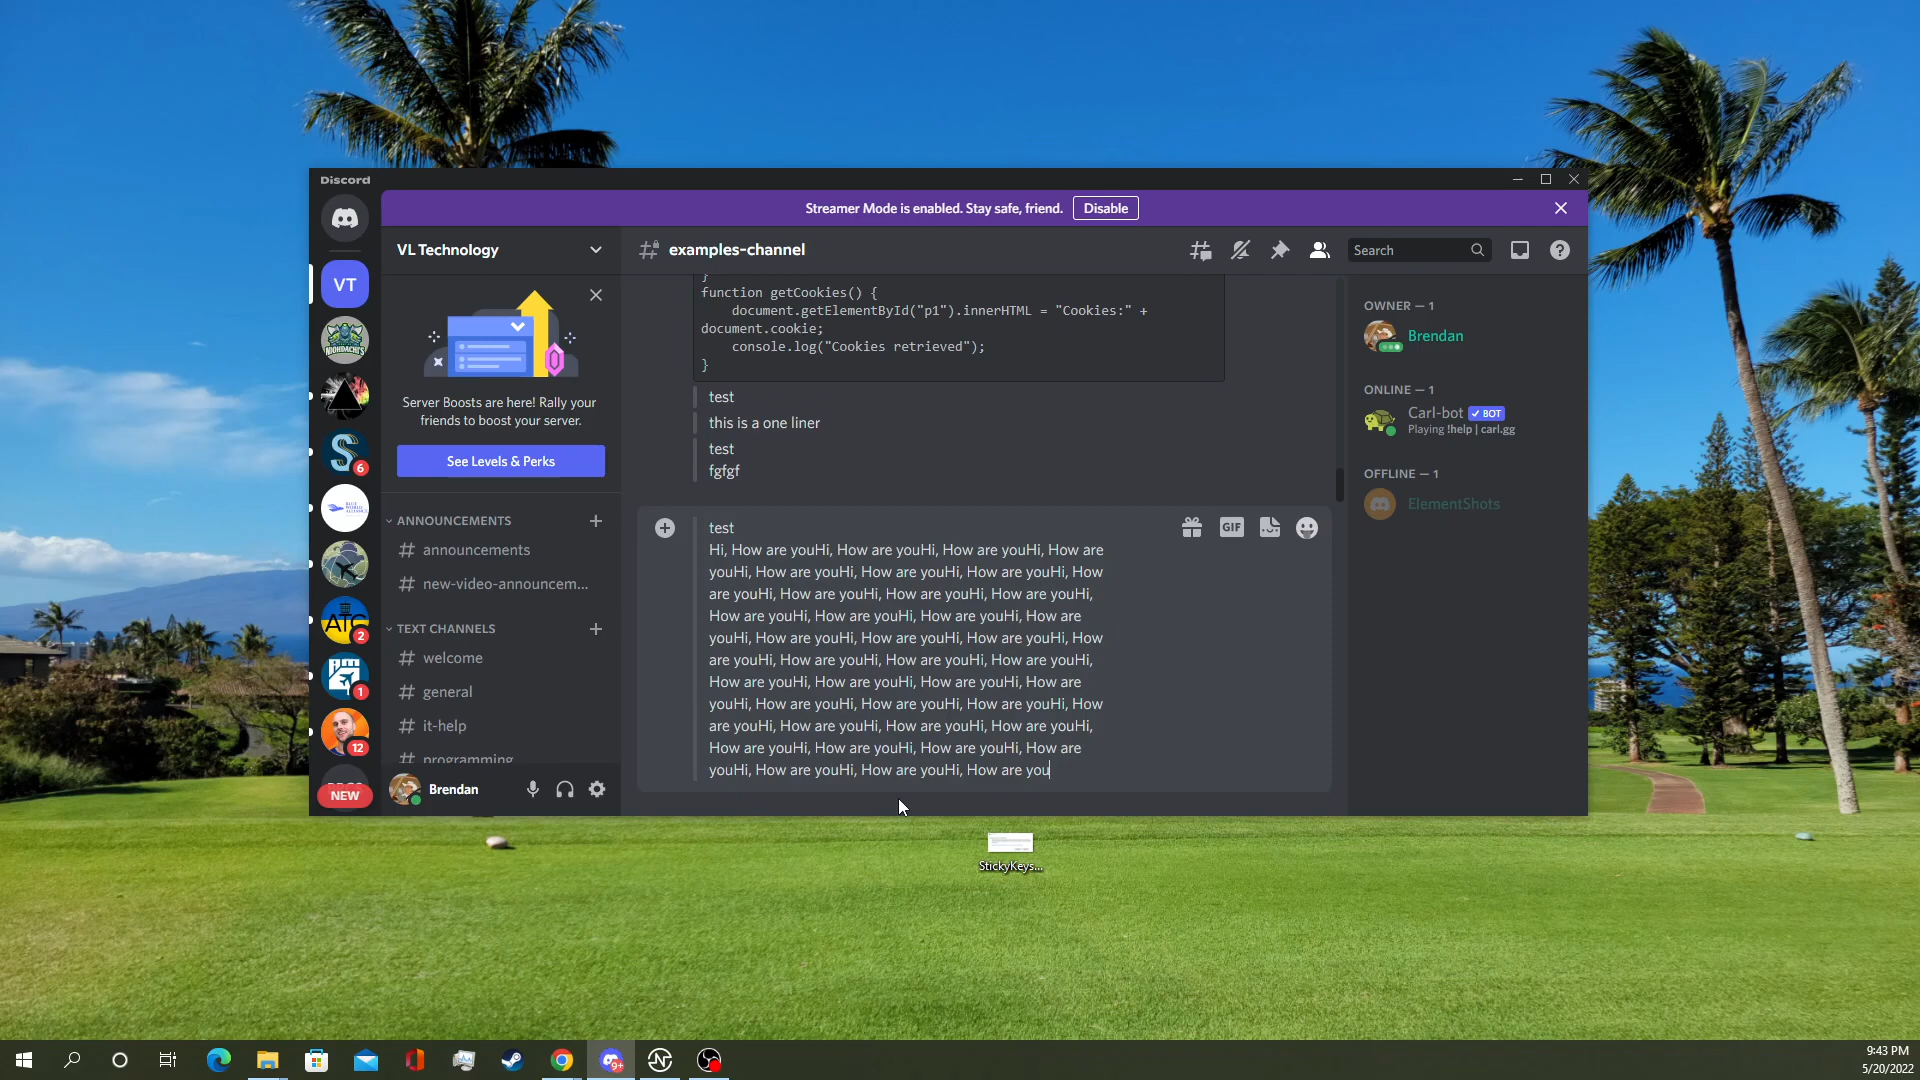 Discord
Streamer Mode is enabled. Stay safe, friend.
Disable
VT
6
ATC
2
1
12
NEW
VL Technology
Server Boosts are here! Rally your
friends to boost your server.
See Levels & Perks
ANNOUNCEMENTS
announcements
new-video-announcem...
TEXT CHANNELS
welcome
general
it-help
programming
Brendan
examples-channel
Search
}
function getCookies() {
document.getElementById("p1").innerHTML = "Cookies:" +
document.cookie;
console.log("Cookies retrieved");
}
test
this is a one liner
test
fgfgf
test
GIF
Hi, How are youHi, How are youHi, How are youHi, How are
youHi, How are youHi, How are youHi, How are youHi, How
are youHi, How are youHi, How are youHi, How are youHi,
How are youHi, How are youHi, How are youHi, How are
youHi, How are youHi, How are youHi, How are youHi, How
are youHi, How are youHi, How are youHi, How are youHi,
How are youHi, How are youHi, How are youHi, How are
youHi, How are youHi, How are youHi, How are youHi, How
are youHi, How are youHi, How are youHi, How are youHi,
How are youHi, How are youHi, How are youHi, How are
youHi, How are youHi, How are youHi, How are you
OWNER — 1
Brendan
ONLINE — 1
Carl-bot ✓ BOT
Playing !help | carl.gg
OFFLINE — 1
ElementShots
StickyKeys...
9+
9:43 PM
5/20/2022